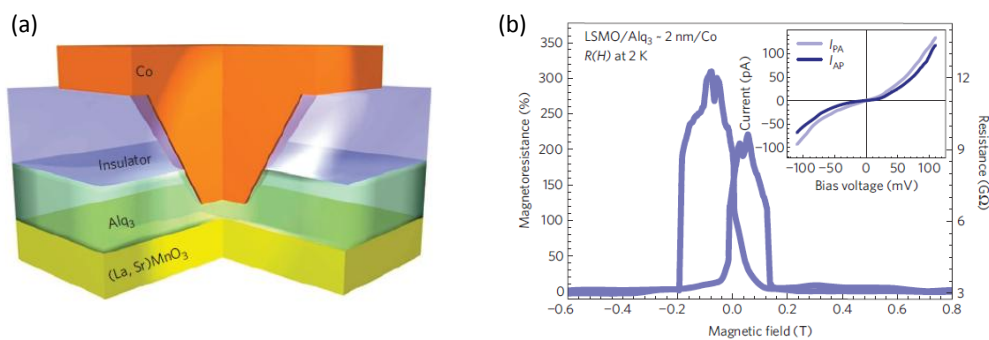 (a)
Co
Insulator
Alq₃
(La, Sr)MnO₃
(b)
LSMO/Alq₃ - 2 nm/Co
R(H) at 2 K
Magnetoresistance (%)
350
300
250
200
150
100
50
0
−0.6 −0.4 −0.2 0.0 0.2 0.4 0.6 0.8
Magnetic field (T)
12
9
6
3
Resistance (GΩ)
I_PA
I_AP
Current (pA)
100
50
0
−50
−100
−100 −50 0 50 100
Bias voltage (mV)